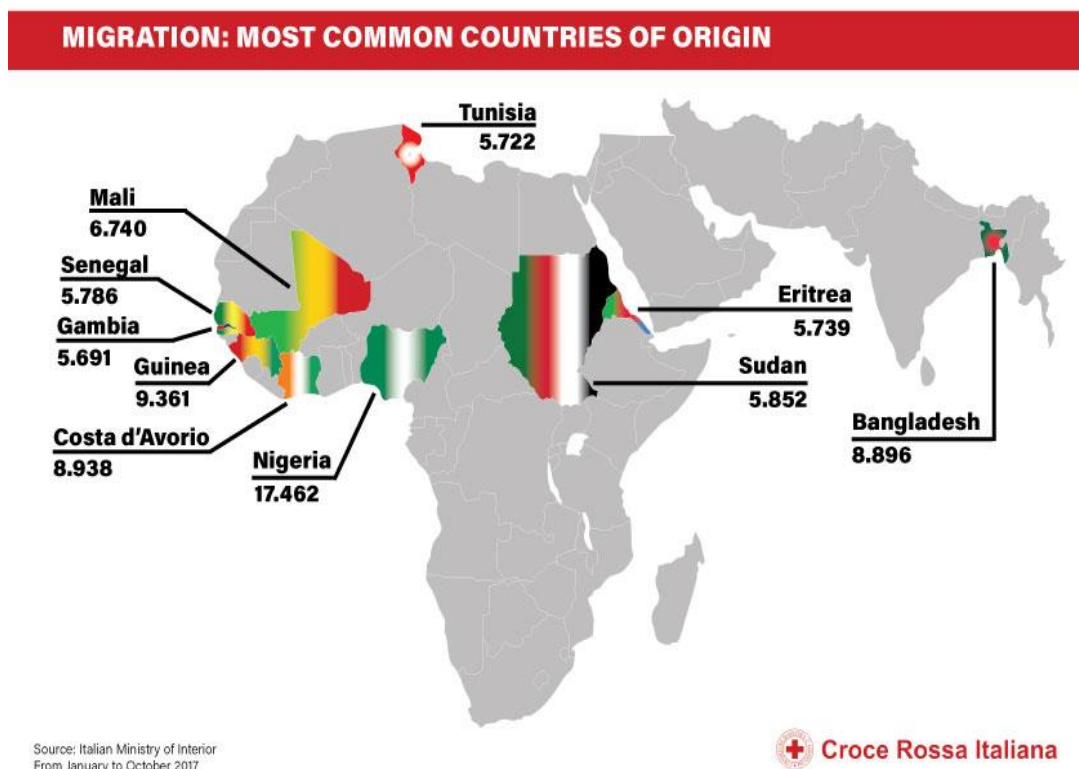 MIGRATION: MOST COMMON COUNTRIES OF ORIGIN
Tunisia
5.722
Mali
6.740
Senegal
5.786
Gambia
5.691
Guinea
9.361
Costa d'Avorio
8.938
Nigeria
17.462
Eritrea
5.739
Sudan
5.852
Bangladesh
8.896
Source: Italian Ministry of Interior
From January to October 2017
Croce Rossa Italiana